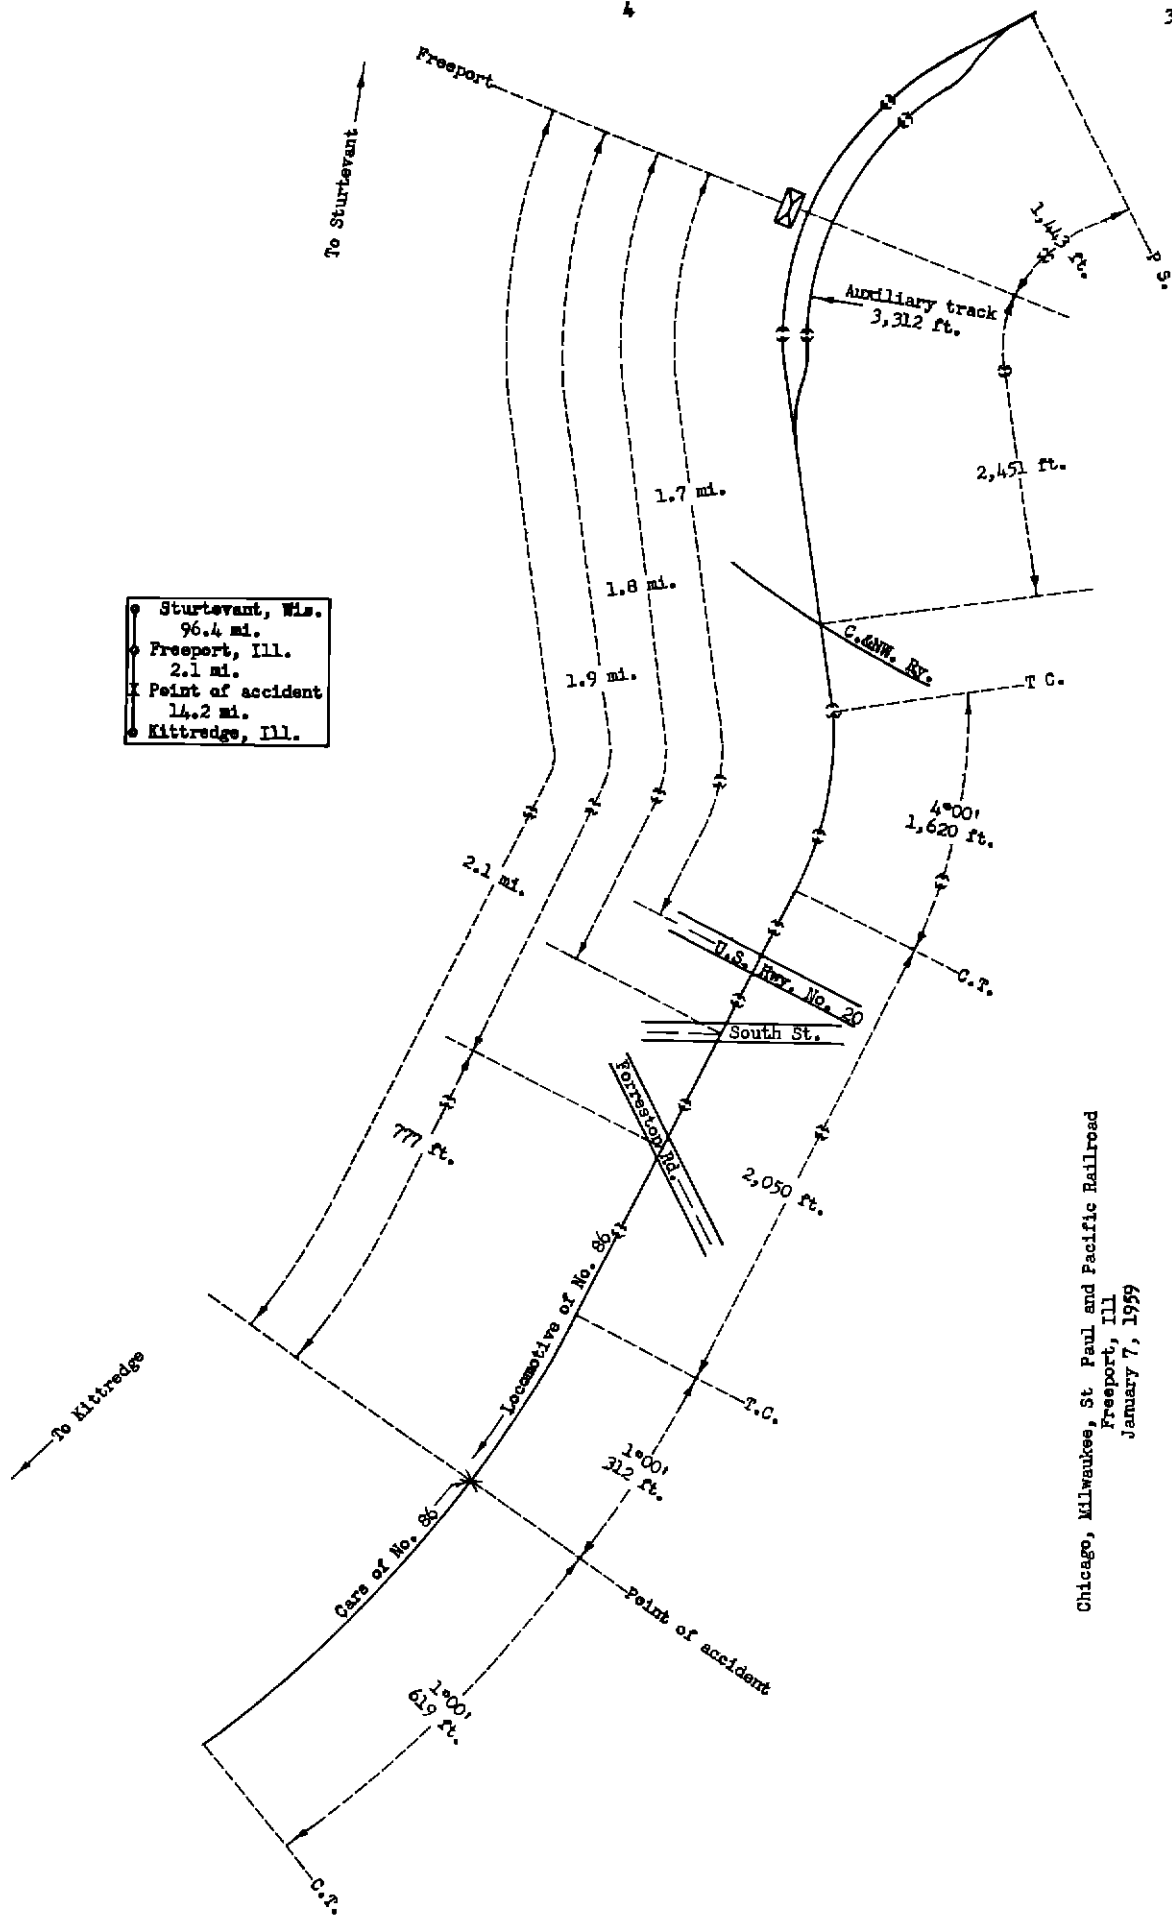 4
3
Freeport
To Sturtevant
1,443 ft.
P.S.
Auxiliary track
3,312 ft.
2,451 ft.
1.7 mi.
1.8 mi.
1.9 mi.
2.1 mi.
Sturtevant, Wis.
96.4 mi.
Freeport, Ill.
2.1 mi.
Point of accident
14.2 mi.
Kittredge, Ill.
C.&NW. RY.
T C.
4°00'
1,620 ft.
C.T.
U.S. Hwy. No. 20
South St.
Forreston Rd.
777 ft.
2,050 ft.
Locomotive of No. 86
T.C.
To Kittredge
1°00'
312 ft.
Cars of No. 86
Point of accident
1°00'
619 ft.
C.T.
Chicago, Milwaukee, St Paul and Pacific Railroad
Freeport, Ill
January 7, 1959